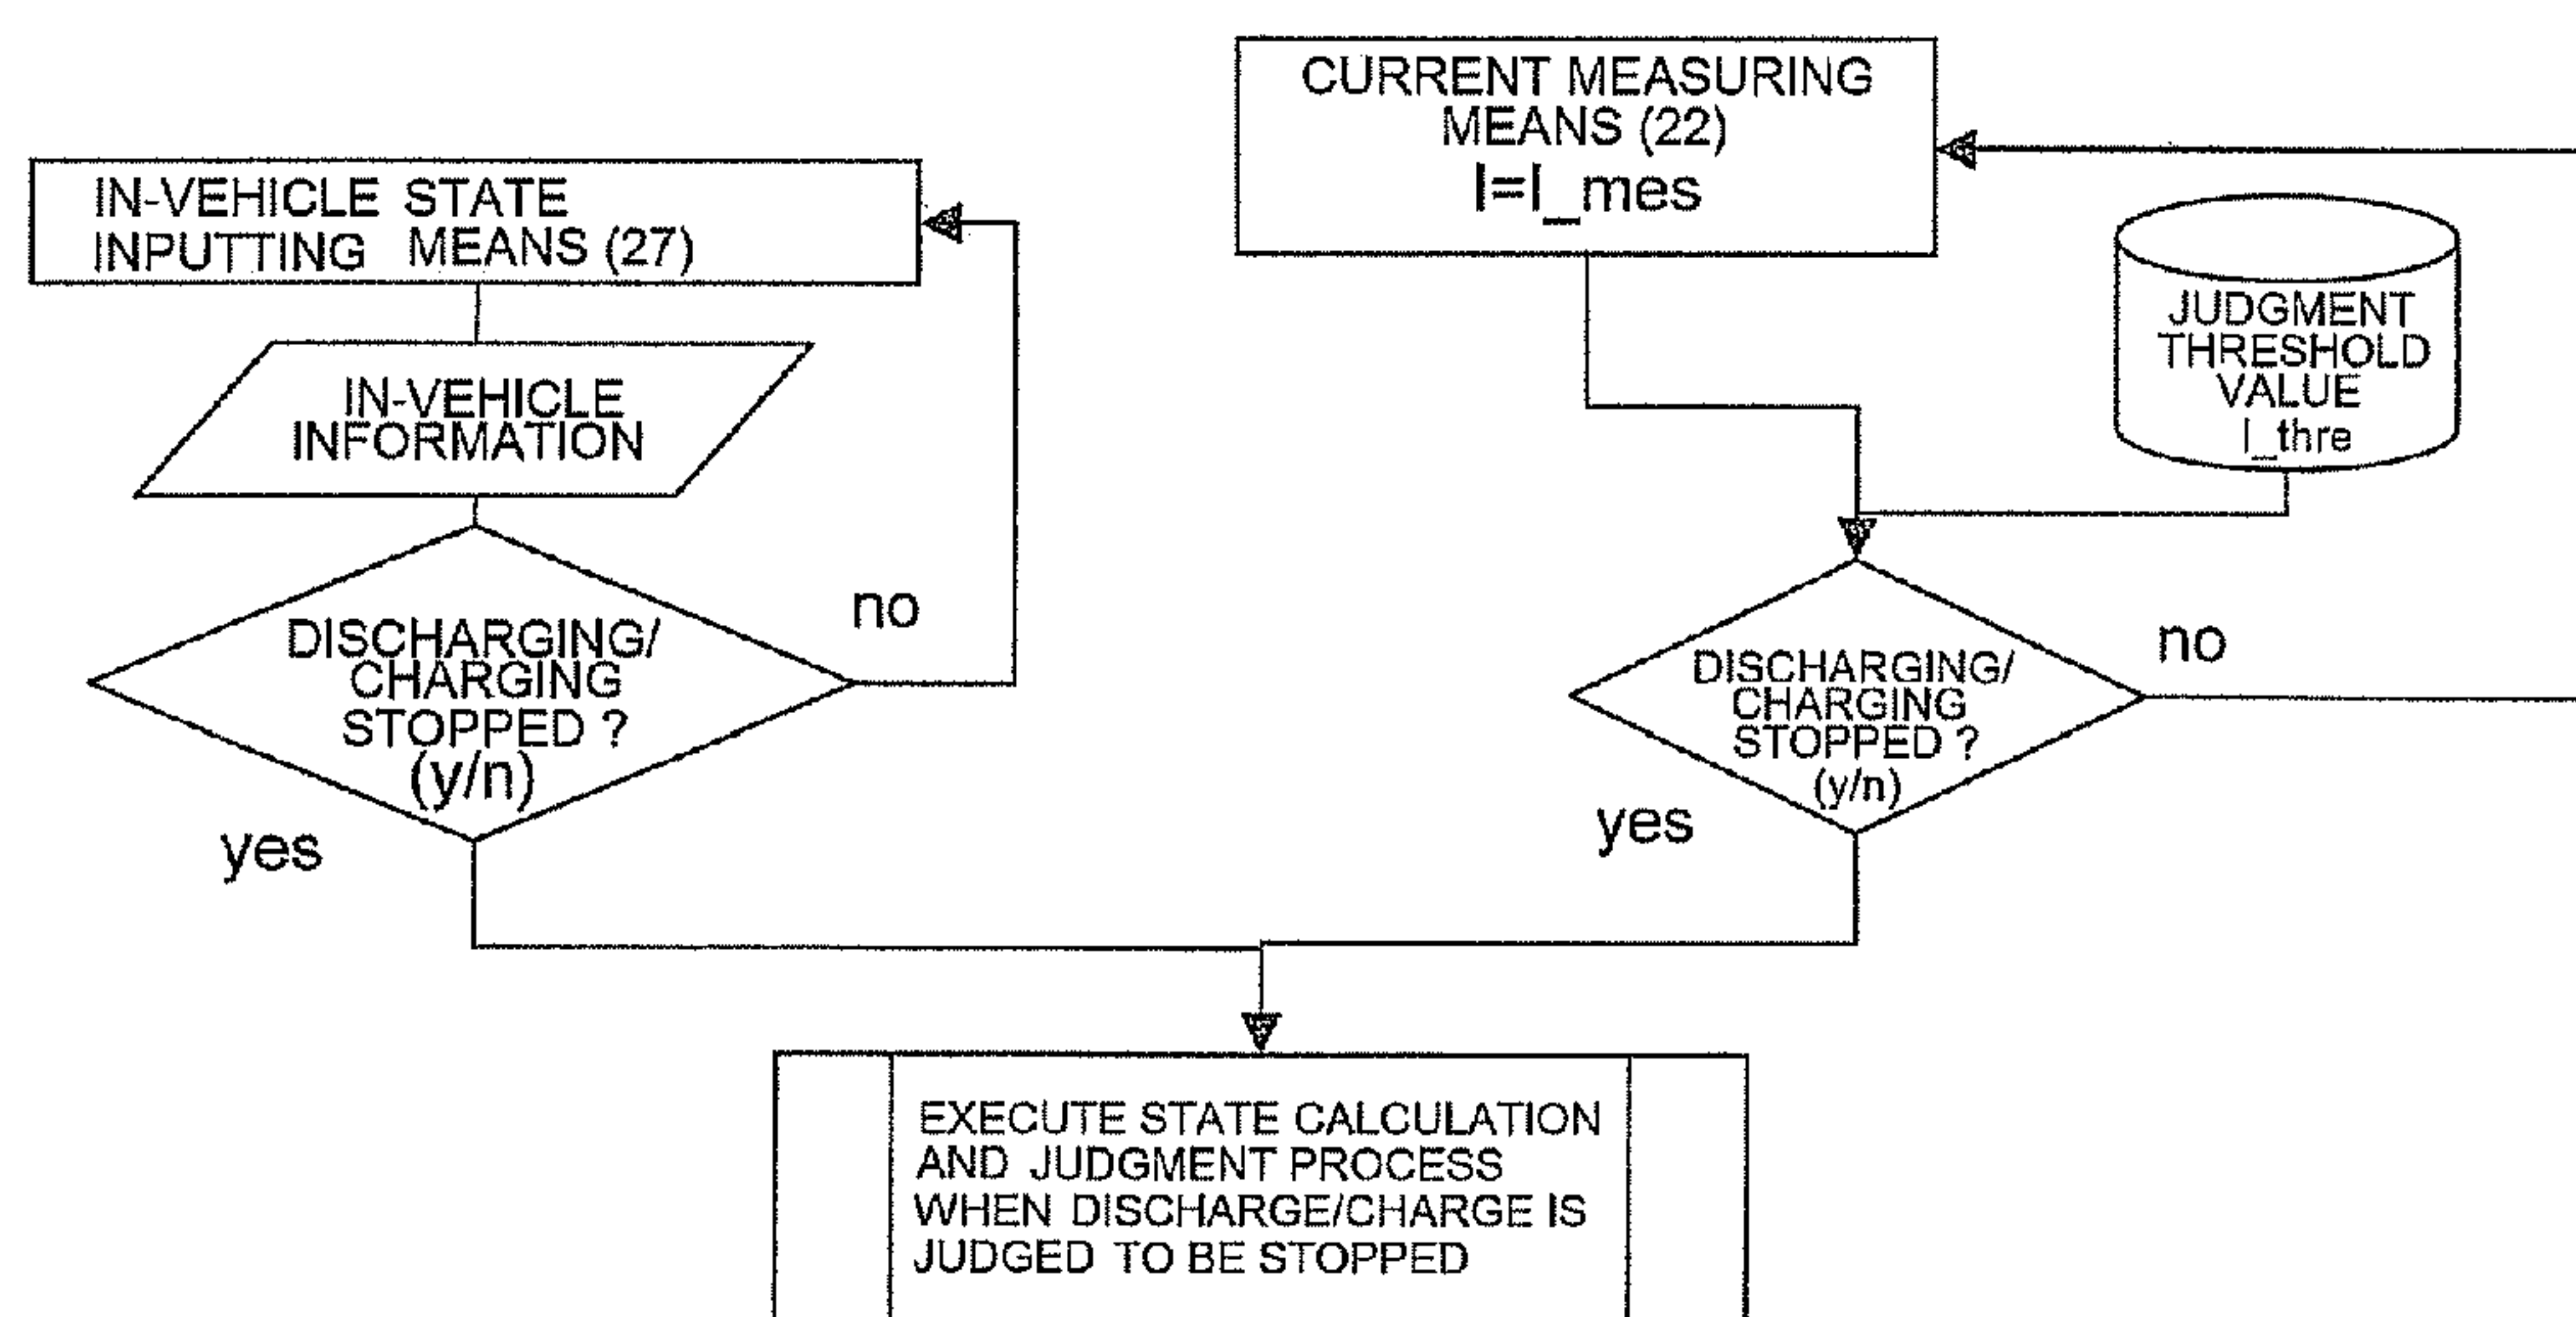 IN-VEHICLE STATE
INPUTTING MEANS (27)
IN-VEHICLE
INFORMATION
DISCHARGING/
CHARGING
STOPPED ?
(y/n)
no
yes
CURRENT MEASURING
MEANS (22)
I=I_mes
JUDGMENT
THRESHOLD
VALUE
I_thre
DISCHARGING/
CHARGING
STOPPED ?
(y/n)
no
yes
EXECUTE STATE CALCULATION
AND JUDGMENT PROCESS
WHEN DISCHARGE/CHARGE IS
JUDGED TO BE STOPPED